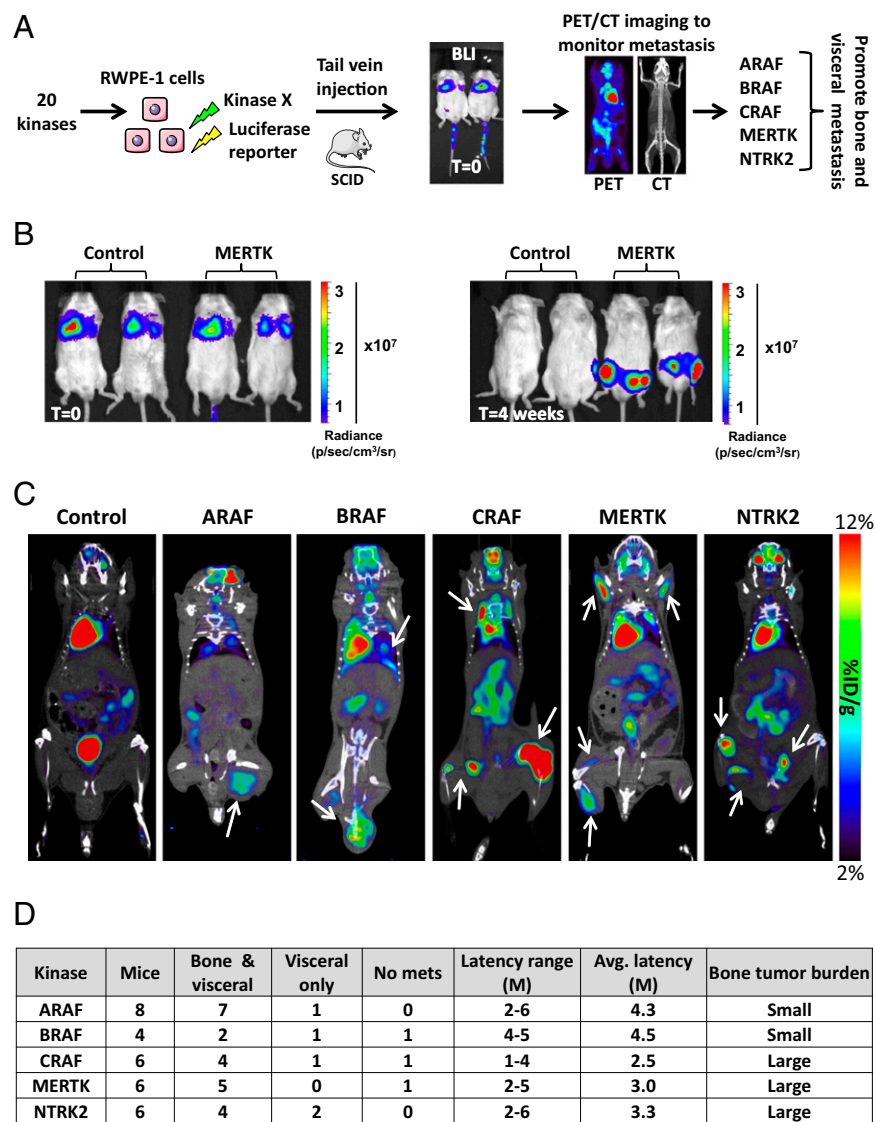 A
20
kinases
RWPE-1 cells
Kinase X
Luciferase
reporter
Tail vein
injection
SCID
BLI
T=0
PET/CT imaging to
monitor metastasis
PET
CT
ARAF
BRAF
CRAF
MERTK
NTRK2
Promote bone and
visceral metastasis
B
Control MERTK
T=0
3
2
1
x10⁷
Radiance
(p/sec/cm³/sr)
Control MERTK
T=4 weeks
3
2
1
x10⁷
Radiance
(p/sec/cm³/sr)
C
Control ARAF BRAF CRAF MERTK NTRK2
12%
%ID/g
2%
D
Kinase Mice Bone & visceral Visceral only No mets Latency range (M) Avg. latency (M) Bone tumor burden
ARAF 8 7 1 0 2-6 4.3 Small
BRAF 4 2 1 1 4-5 4.5 Small
CRAF 6 4 1 1 1-4 2.5 Large
MERTK 6 5 0 1 2-5 3.0 Large
NTRK2 6 4 2 0 2-6 3.3 Large